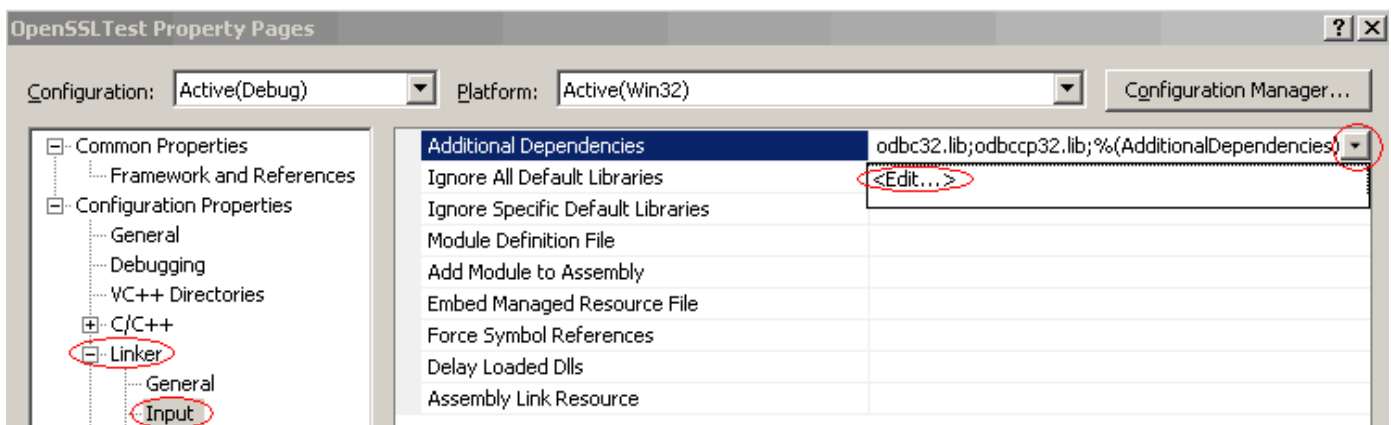 OpenSSLTest Property Pages
Configuration: Active(Debug) Platform: Active(Win32) Configuration Manager...
Common Properties
Framework and References
Configuration Properties
General
Debugging
VC++ Directories
C/C++
Linker
General
Input
Additional Dependencies odbc32.lib;odbccp32.lib;%(AdditionalDependencies)
Ignore All Default Libraries <Edit...>
Ignore Specific Default Libraries
Module Definition File
Add Module to Assembly
Embed Managed Resource File
Force Symbol References
Delay Loaded Dlls
Assembly Link Resource